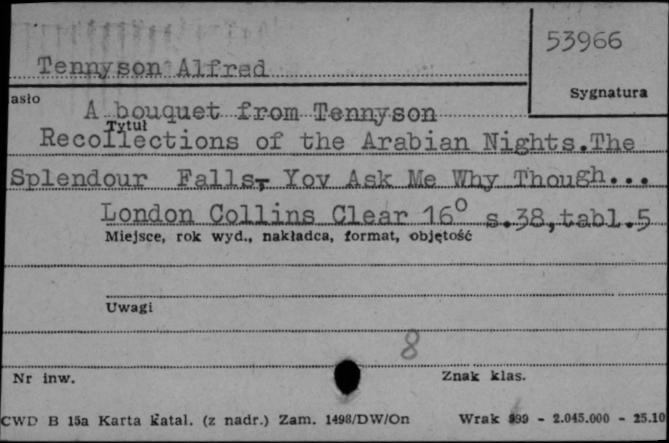 53966
Tennyson Alfred
Sygnatura
asło
A bouquet from Tennyson
Tytuł
Recollections of the Arabian Nights.The
Splendour Falls- Yov Ask Me Why Though...
London Collins Clear 16° s.38,tabl.5
Miejsce, rok wyd., nakładca, format, objętość
Uwagi
8
Nr inw.
Znak klas.
CWD B 15a Karta katal. (z nadr.) Zam. 1498/DW/On Wrak 999 - 2.045.000 - 25.10